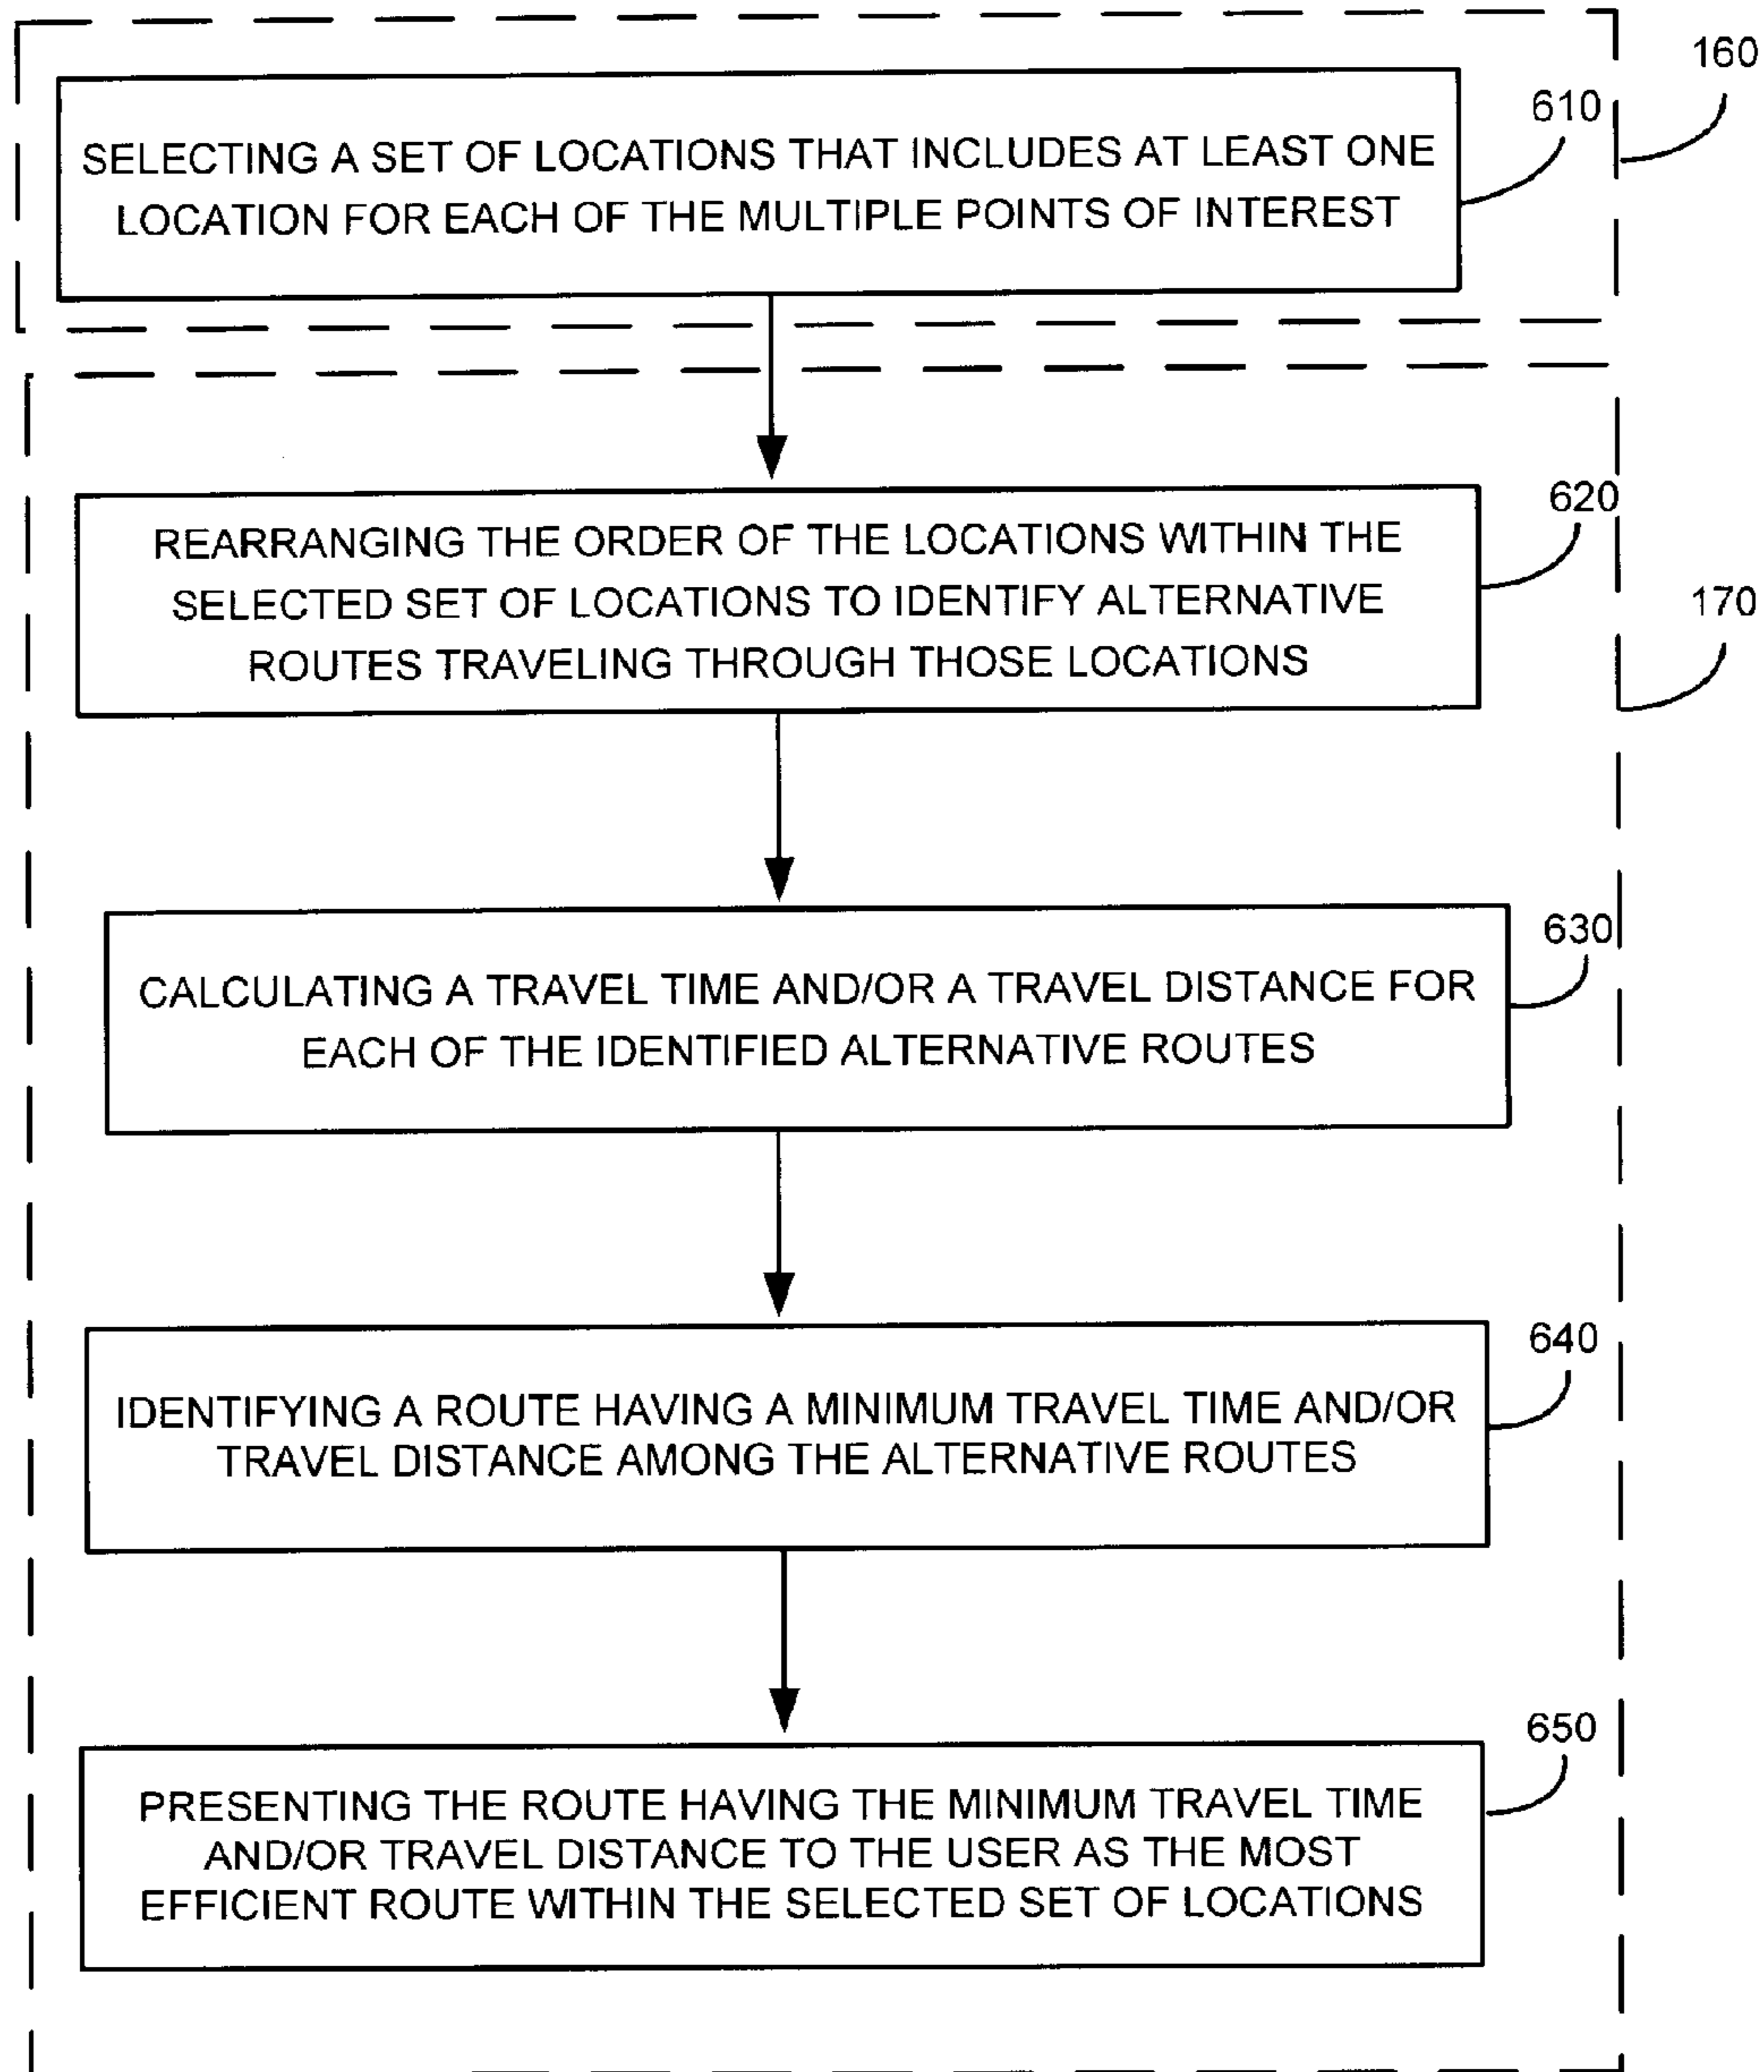 160
610
SELECTING A SET OF LOCATIONS THAT INCLUDES AT LEAST ONE
LOCATION FOR EACH OF THE MULTIPLE POINTS OF INTEREST
620
REARRANGING THE ORDER OF THE LOCATIONS WITHIN THE
SELECTED SET OF LOCATIONS TO IDENTIFY ALTERNATIVE
ROUTES TRAVELING THROUGH THOSE LOCATIONS
170
630
CALCULATING A TRAVEL TIME AND/OR A TRAVEL DISTANCE FOR
EACH OF THE IDENTIFIED ALTERNATIVE ROUTES
640
IDENTIFYING A ROUTE HAVING A MINIMUM TRAVEL TIME AND/OR
TRAVEL DISTANCE AMONG THE ALTERNATIVE ROUTES
650
PRESENTING THE ROUTE HAVING THE MINIMUM TRAVEL TIME
AND/OR TRAVEL DISTANCE TO THE USER AS THE MOST
EFFICIENT ROUTE WITHIN THE SELECTED SET OF LOCATIONS